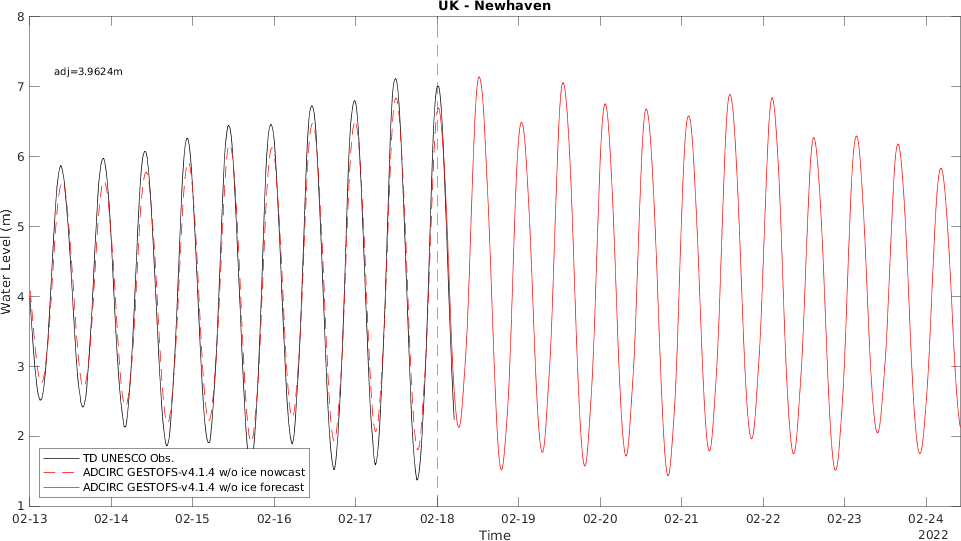 UK - Newhaven
8
7
6
5
4
3
2
1
Water Level (m)
adj=3.9624m
TD UNESCO Obs.
ADCIRC GESTOFS-v4.1.4 w/o ice nowcast
ADCIRC GESTOFS-v4.1.4 w/o ice forecast
02-13 02-14 02-15 02-16 02-17 02-18 02-19 02-20 02-21 02-22 02-23 02-24
Time
2022